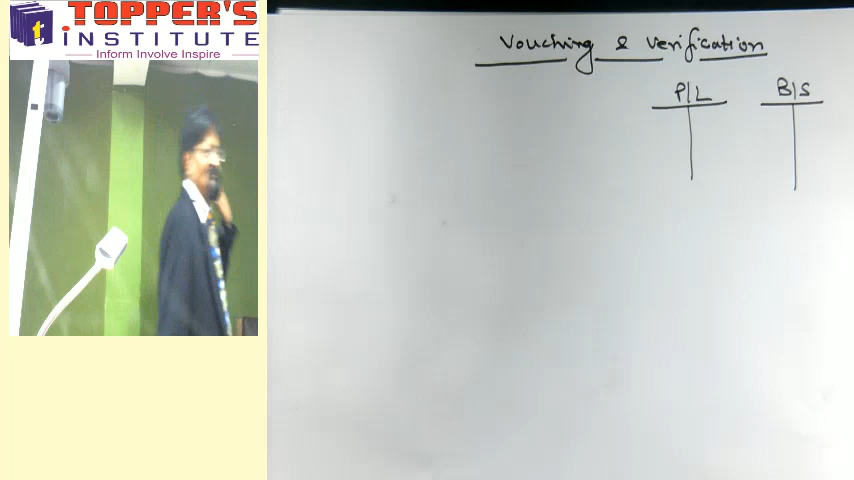 TOPPER'S
INSTITUTE
Inform Involve Inspire
t
Vouching & verification
P/L B/S